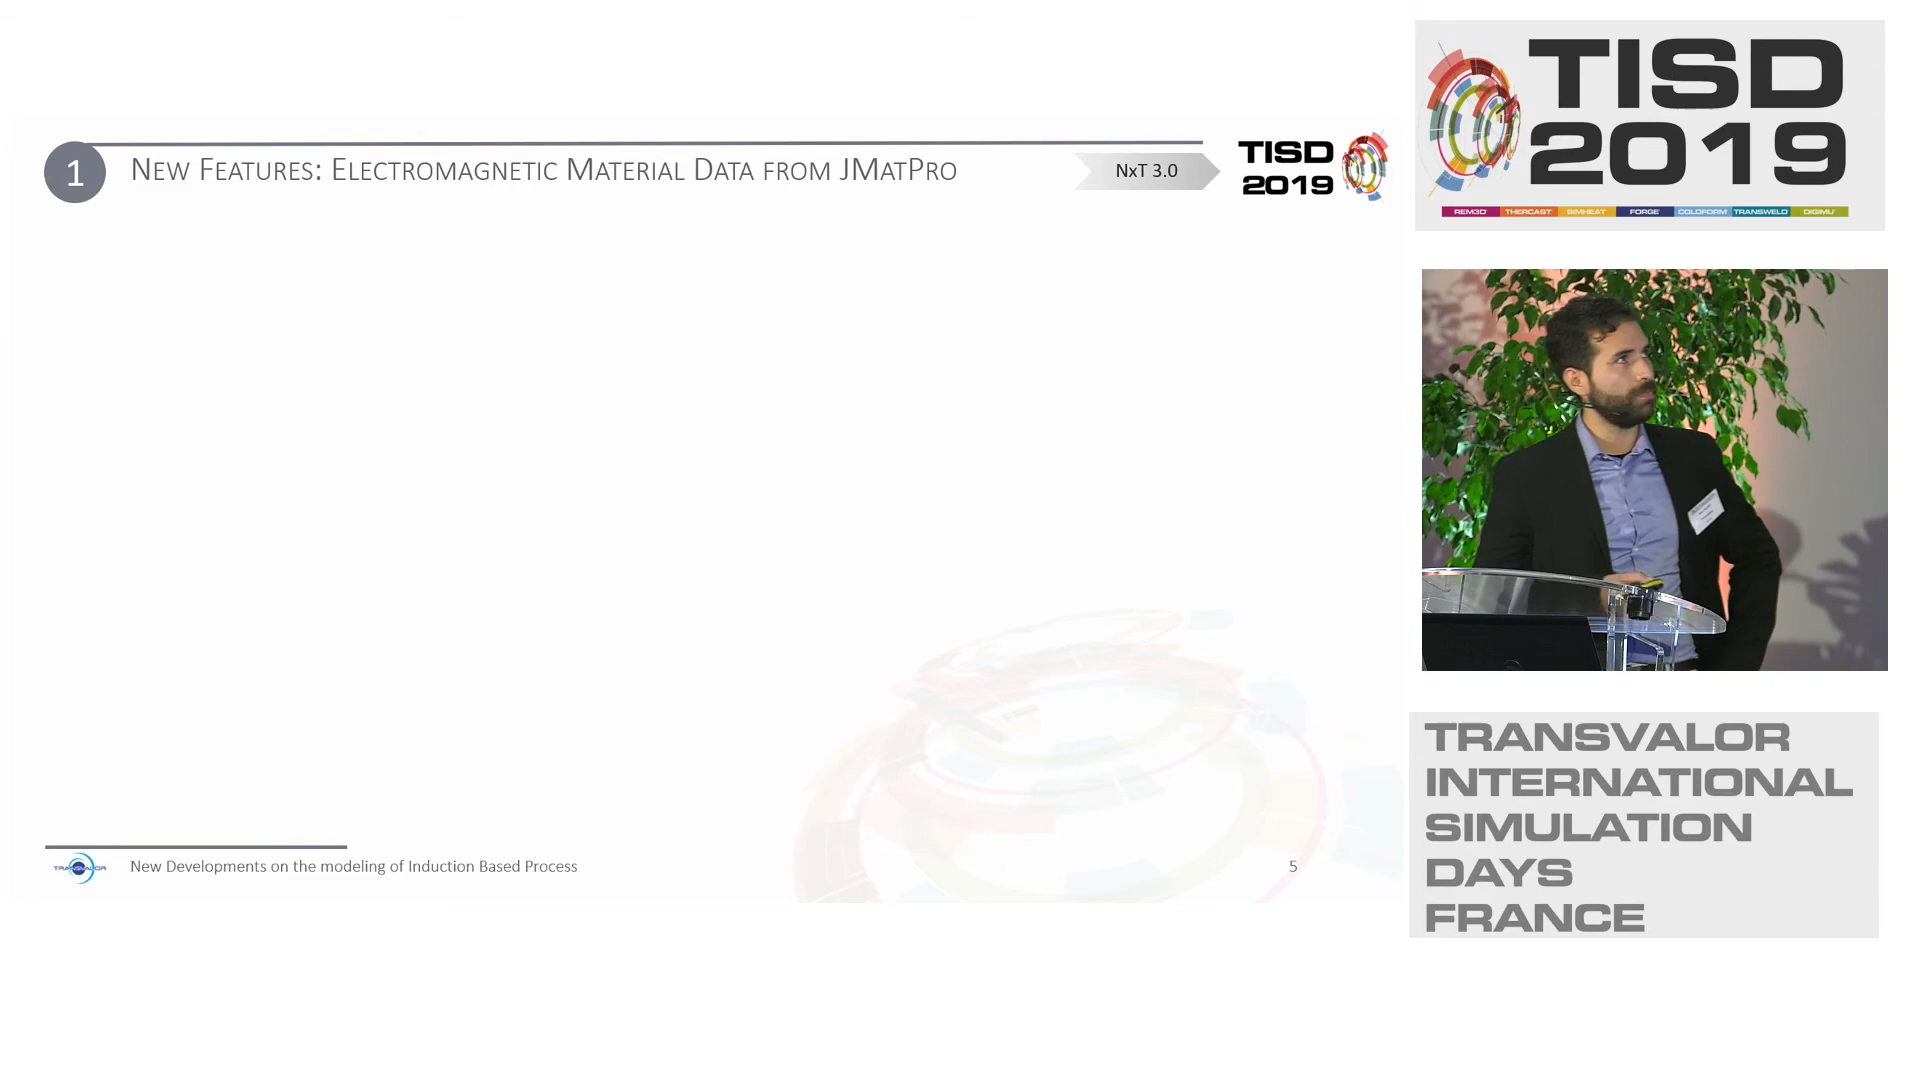 1
NEW FEATURES: ELECTROMAGNETIC MATERIAL DATA FROM JMATPRO
NxT 3.0
TISD
2019
TRANSVALOR
New Developments on the modeling of Induction Based Process
5
TISD
2019
REM3D THERCAST SIMHEAT FORGE COLDFORM TRANSWELD DIGIMU
TRANSVALOR
INTERNATIONAL
SIMULATION
DAYS
FRANCE